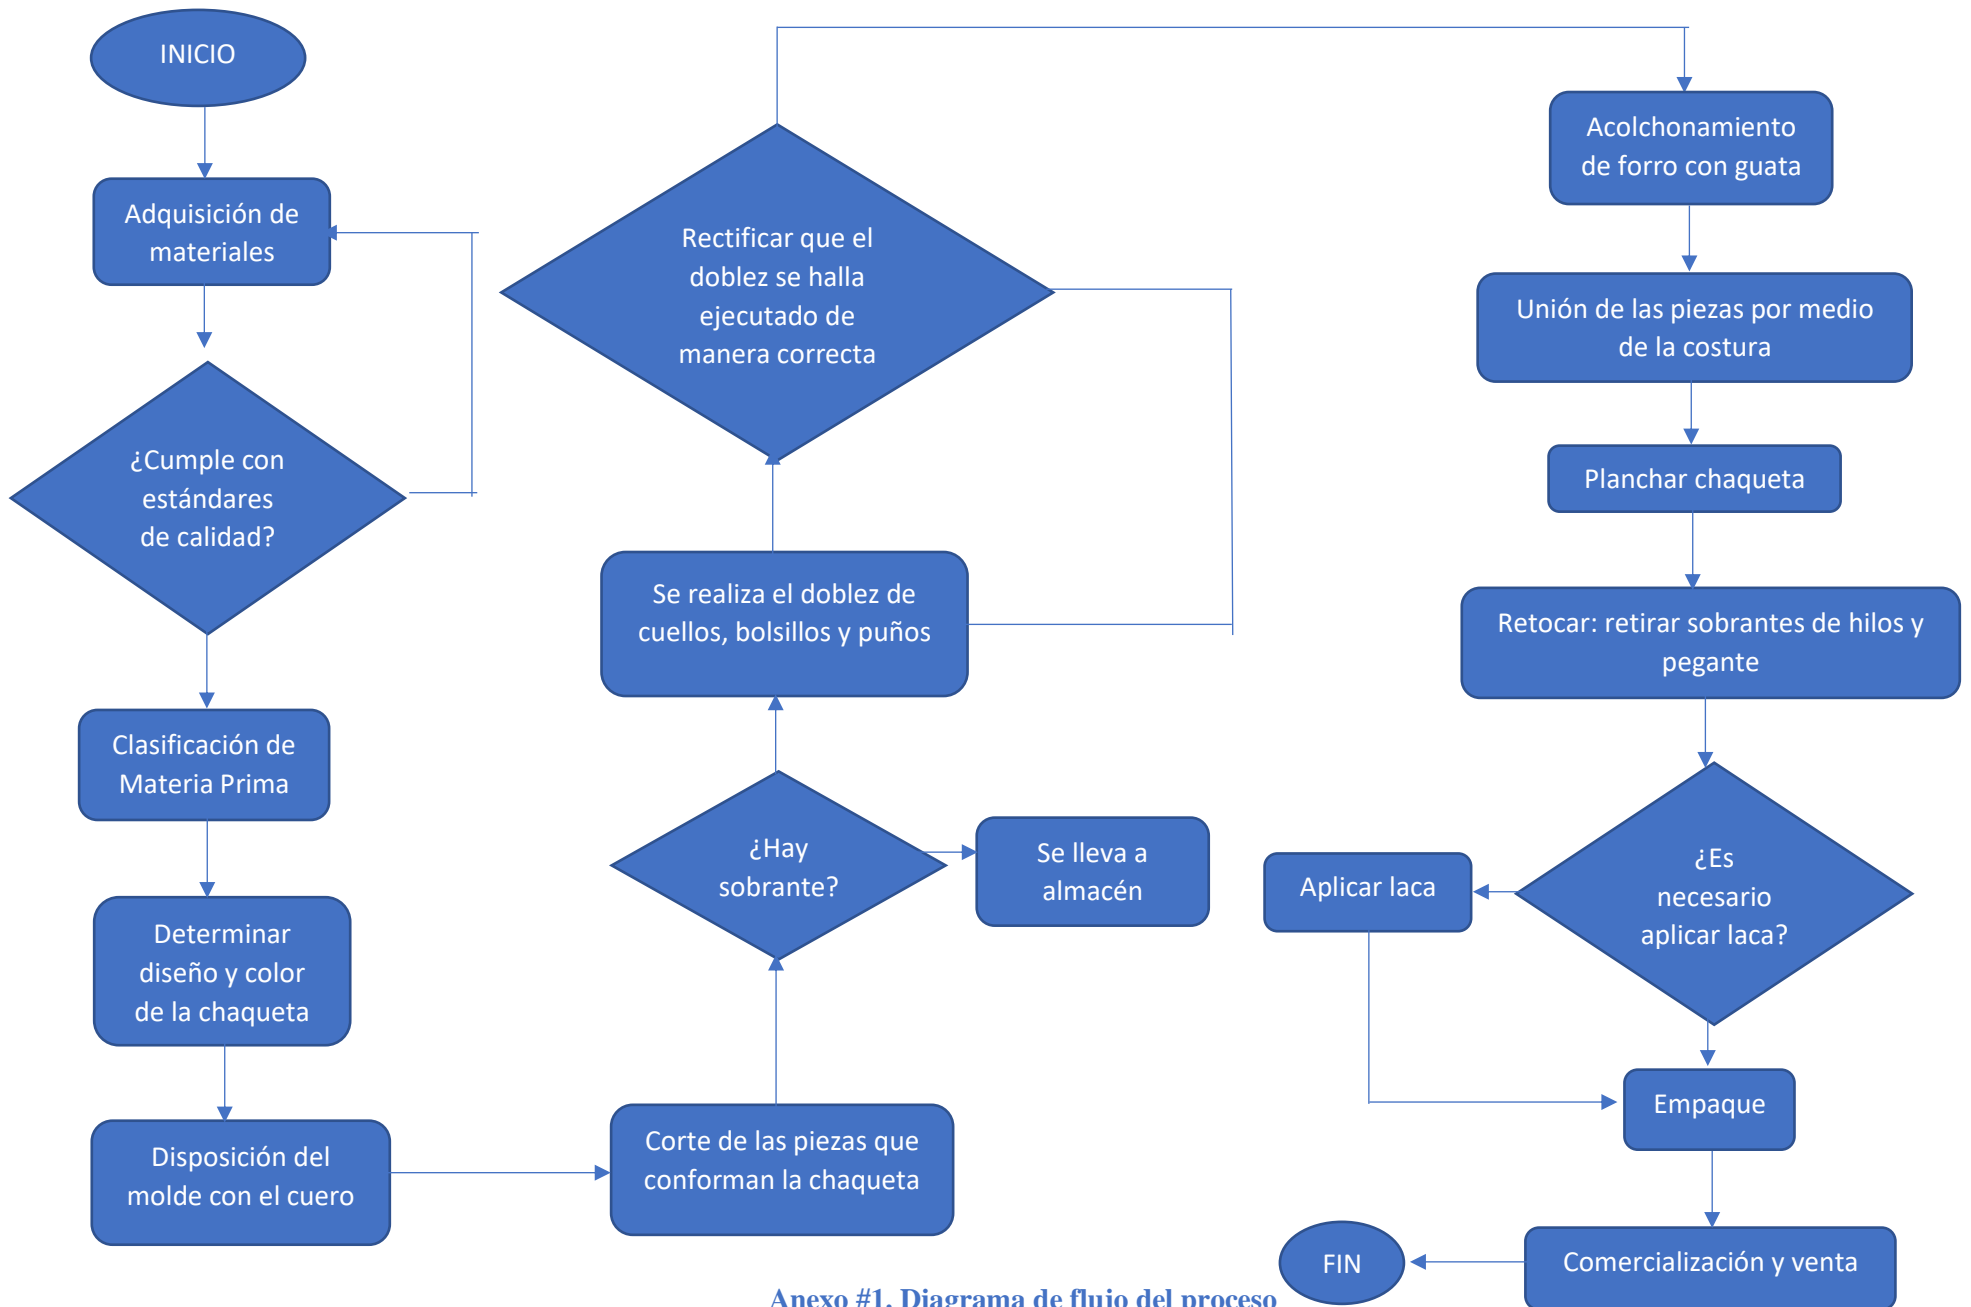 INICIO
Adquisición de
materiales
¿Cumple con
estándares
de calidad?
Clasificación de
Materia Prima
Determinar
diseño y color
de la chaqueta
Disposición del
molde con el cuero
Corte de las piezas que
conforman la chaqueta
¿Hay
sobrante?
Se lleva a
almacén
Se realiza el doblez de
cuellos, bolsillos y puños
Rectificar que el
doblez se halla
ejecutado de
manera correcta
Acolchonamiento
de forro con guata
Unión de las piezas por medio
de la costura
Planchar chaqueta
Retocar: retirar sobrantes de hilos y
pegante
¿Es
necesario
aplicar laca?
Aplicar laca
Empaque
Comercialización y venta
FIN
Anexo #1. Diagrama de flujo del proceso